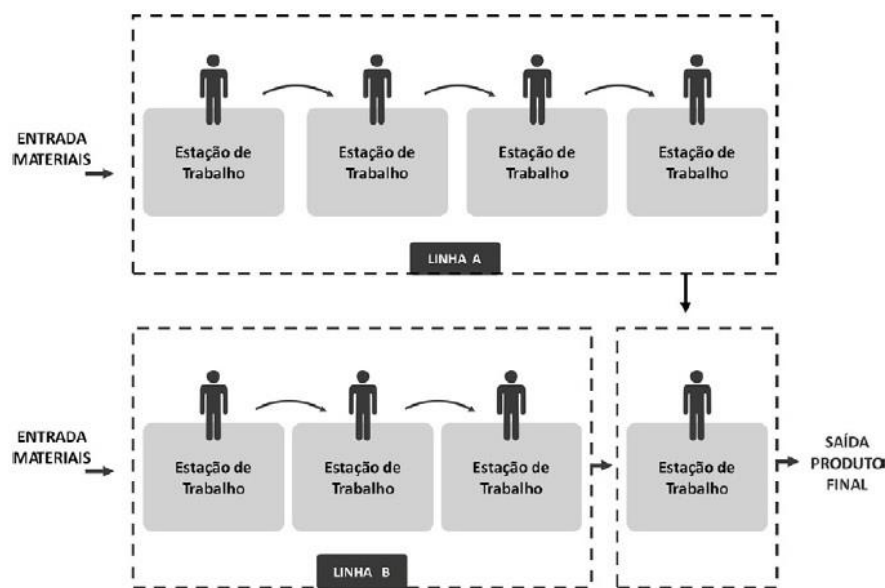 ENTRADA
MATERIAIS
Estação de
Trabalho
Estação de
Trabalho
Estação de
Trabalho
Estação de
Trabalho
LINHA A
ENTRADA
MATERIAIS
Estação de
Trabalho
Estação de
Trabalho
Estação de
Trabalho
Estação de
Trabalho
SAÍDA
PRODUTO
FINAL
LINHA B